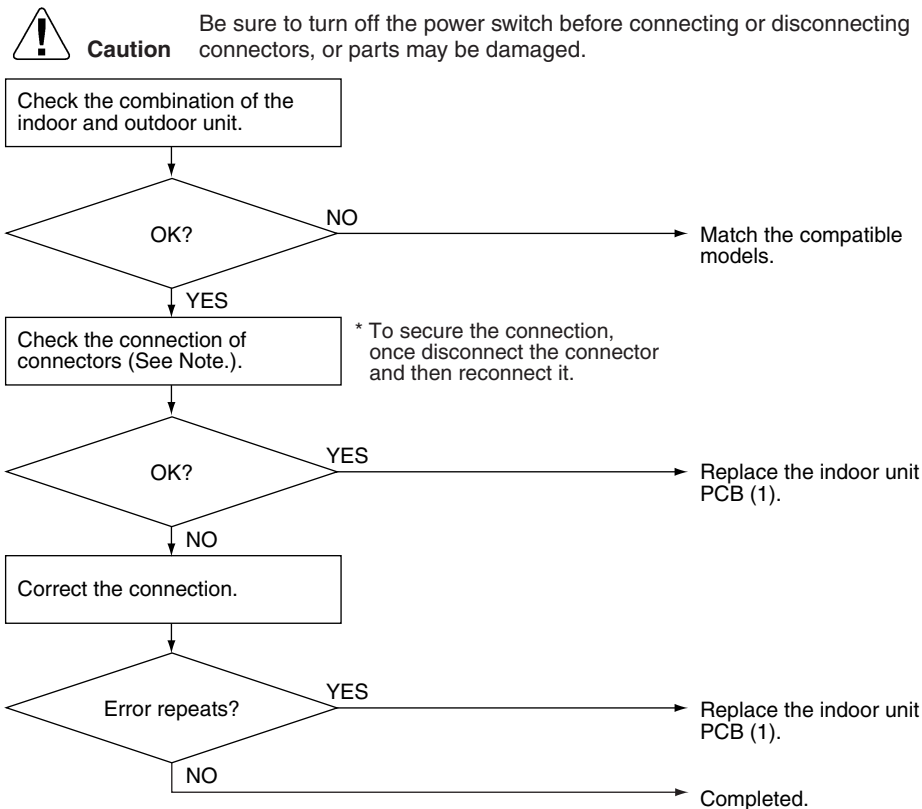 Be sure to turn off the power switch before connecting or disconnecting
Caution connectors, or parts may be damaged.
Check the combination of the
indoor and outdoor unit.
OK?
NO
Match the compatible
models.
YES
Check the connection of
connectors (See Note.).
* To secure the connection,
once disconnect the connector
and then reconnect it.
OK?
YES
Replace the indoor unit
PCB (1).
NO
Correct the connection.
Error repeats?
YES
Replace the indoor unit
PCB (1).
NO
Completed.